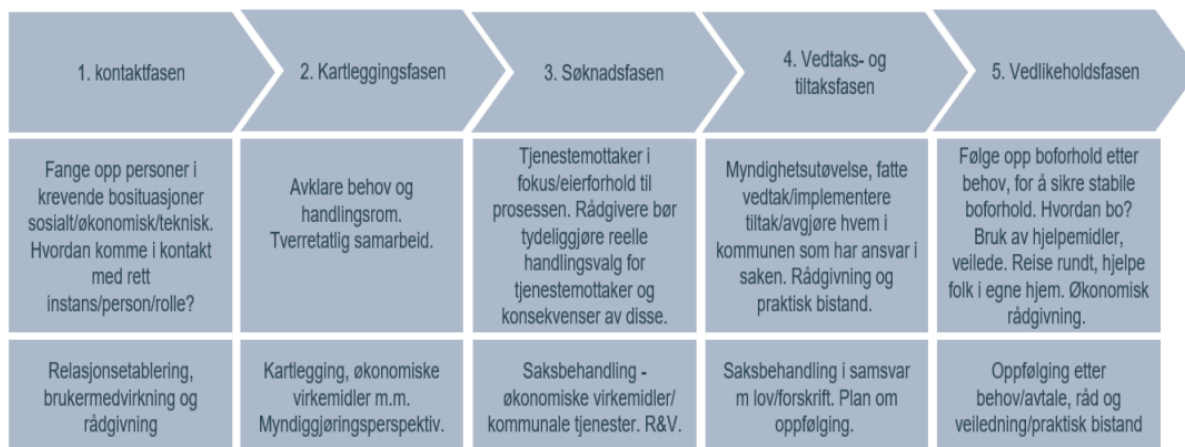 1. kontaktfasen
2. Kartleggingsfasen
3. Søknadsfasen
4. Vedtaks- og
tiltaksfasen
5. Vedlikeholdsfasen
Fange opp personer i
krevende bosituasjoner
sosialt/økonomisk/teknisk.
Hvordan komme i kontakt
med rett
instans/person/rolle?
Avklare behov og
handlingsrom.
Tverretatlig samarbeid.
Tjenestemottaker i
fokus/eierforhold til
prosessen. Rådgivere bør
tydeliggjøre reelle
handlingsvalg for
tjenestemottaker og
konsekvenser av disse.
Myndighetsutøvelse, fatte
vedtak/implementere
tiltak/avgjøre hvem i
kommunen som har ansvar i
saken. Rådgivning og
praktisk bistand.
Følge opp boforhold etter
behov, for å sikre stabile
boforhold. Hvordan bo?
Bruk av hjelpemidler,
veilede. Reise rundt, hjelpe
folk i egne hjem. Økonomisk
rådgivning.
Relasjonsetablering,
brukermedvirkning og
rådgivning
Kartlegging, økonomiske
virkemidler m.m.
Myndiggjøringsperspektiv.
Saksbehandling -
økonomiske virkemidler/
kommunale tjenester. R&V.
Saksbehandling i samsvar
m lov/forskrift. Plan om
oppfølging.
Oppfølging etter
behov/avtale, råd og
veiledning/praktisk bistand